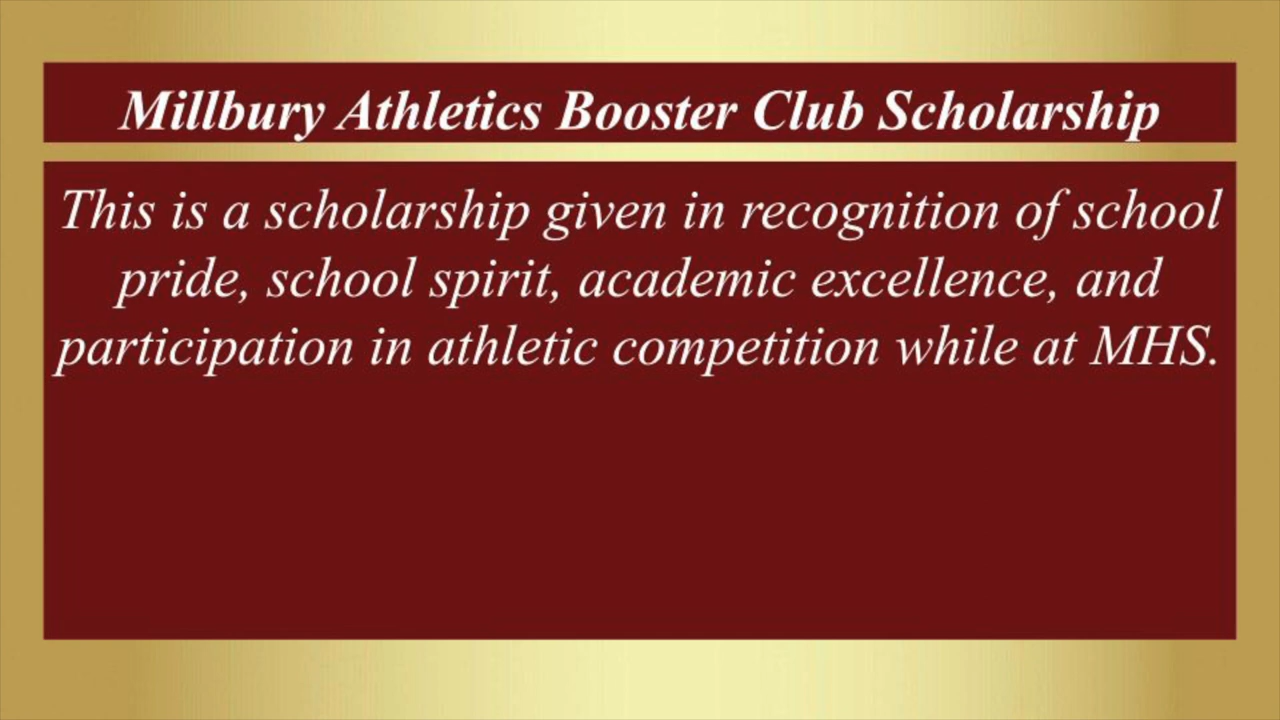 Millbury Athletics Booster Club Scholarship
This is a scholarship given in recognition of school
pride, school spirit, academic excellence, and
participation in athletic competition while at MHS.